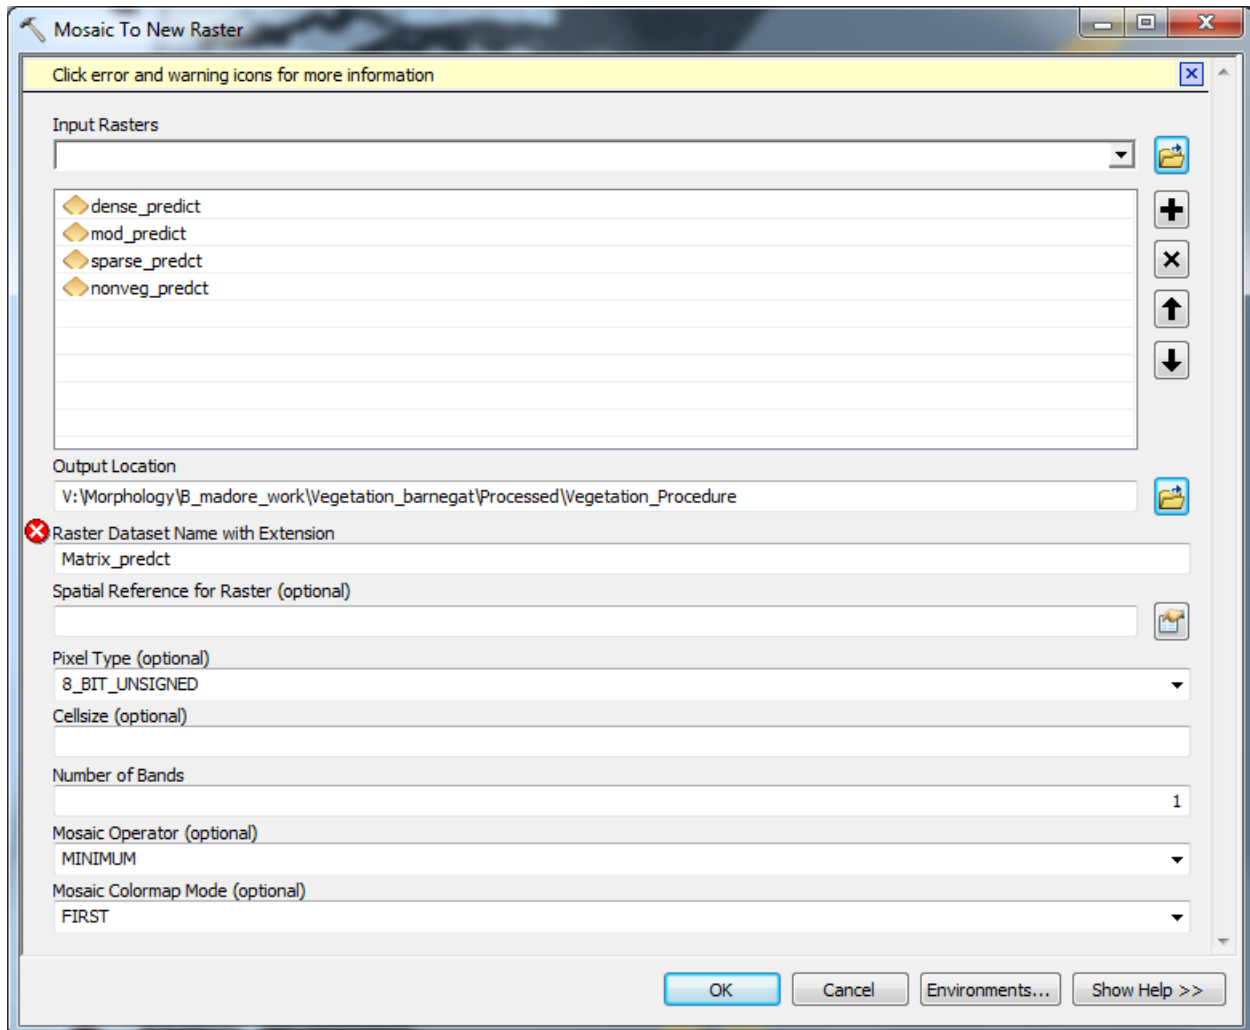 Mosaic To New Raster
Click error and warning icons for more information
Input Rasters
dense_predict
mod_predict
sparse_predct
nonveg_predct
Output Location
V:\Morphology\B_madore_work\Vegetation_barnegat\Processed\Vegetation_Procedure
Raster Dataset Name with Extension
Matrix_predct
Spatial Reference for Raster (optional)
Pixel Type (optional)
8_BIT_UNSIGNED
Cellsize (optional)
Number of Bands
1
Mosaic Operator (optional)
MINIMUM
Mosaic Colormap Mode (optional)
FIRST
OK Cancel Environments... Show Help >>